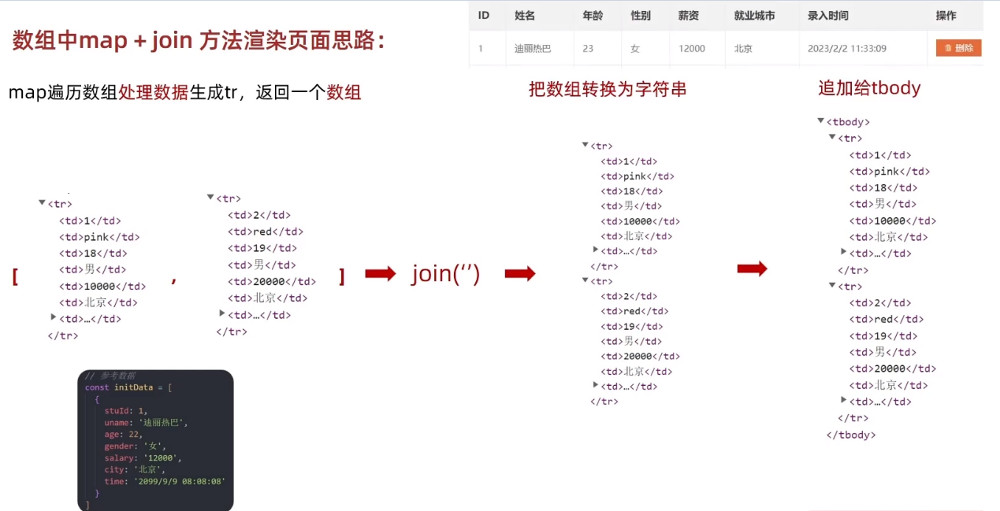 数组中map + join 方法渲染页面思路：
ID 姓名 年龄 性别 薪资 就业城市 录入时间 操作
1 迪丽热巴 23 女 12000 北京 2023/2/2 11:33:09 删除
map遍历数组处理数据生成tr，返回一个数组
[
<tr>
<td>1</td>
<td>pink</td>
<td>18</td>
<td>男</td>
<td>10000</td>
<td>北京</td>
<td>…</td>
</tr>
,
<tr>
<td>2</td>
<td>red</td>
<td>19</td>
<td>男</td>
<td>20000</td>
<td>北京</td>
<td>…</td>
</tr>
]
join(‘’)
把数组转换为字符串
<tr>
<td>1</td>
<td>pink</td>
<td>18</td>
<td>男</td>
<td>10000</td>
<td>北京</td>
<td>…</td>
</tr>
<tr>
<td>2</td>
<td>red</td>
<td>19</td>
<td>男</td>
<td>20000</td>
<td>北京</td>
<td>…</td>
</tr>
追加给tbody
<tbody>
<tr>
<td>1</td>
<td>pink</td>
<td>18</td>
<td>男</td>
<td>10000</td>
<td>北京</td>
<td>…</td>
</tr>
<tr>
<td>2</td>
<td>red</td>
<td>19</td>
<td>男</td>
<td>20000</td>
<td>北京</td>
<td>…</td>
</tr>
</tbody>
// 参考数据
const initData = [
{
stuId: 1,
uname: '迪丽热巴',
age: 22,
gender: '女',
salary: '12000',
city: '北京',
time: '2099/9/9 08:08:08'
}
]